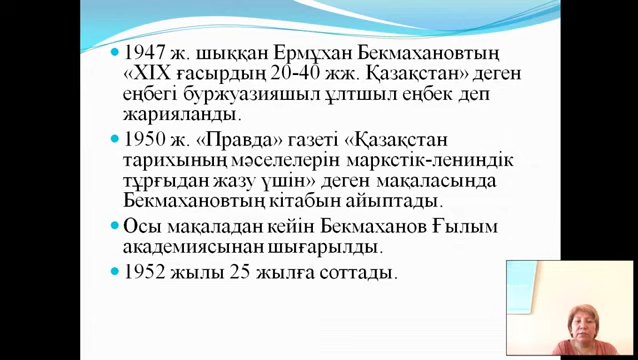 1947 ж. шыққан Ермұхан Бекмахановтың
«XIX ғасырдың 20-40 жж. Қазақстан» деген
еңбегі буржуазияшыл ұлтшыл еңбек деп
жарияланды.
1950 ж. «Правда» газеті «Қазақстан
тарихының мәселелерін маркстік-лениндік
тұрғыдан жазу үшін» деген мақаласында
Бекмахановтың кітабын айыптады.
Осы мақаладан кейін Бекмаханов Ғылым
академиясынан шығарылды.
1952 жылы 25 жылға соттады.